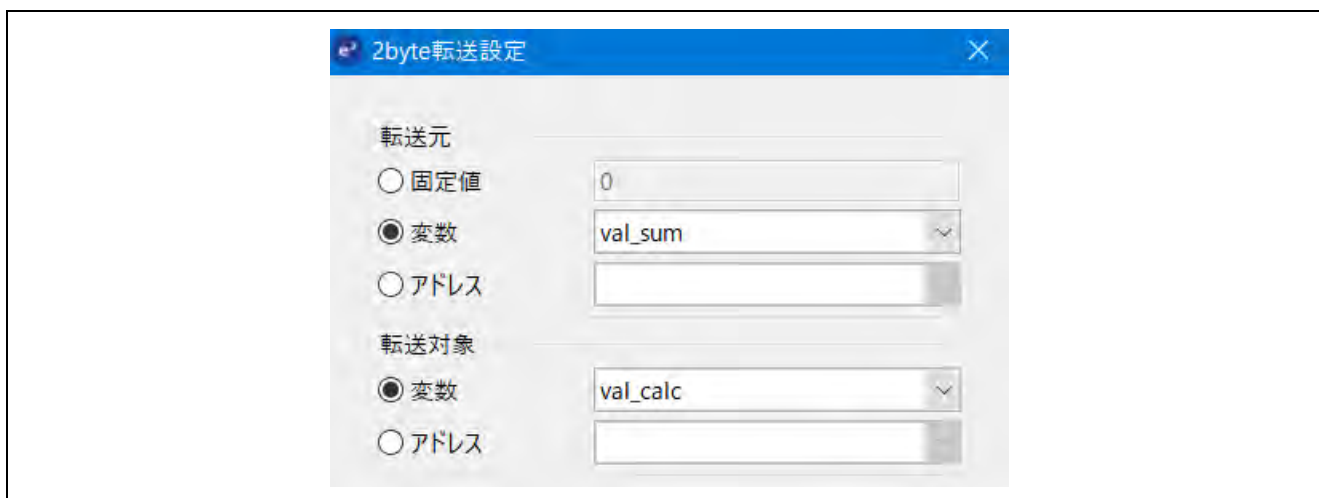 e² 2byte転送設定
転送元
固定値 0
変数 val_sum
アドレス
転送対象
変数 val_calc
アドレス